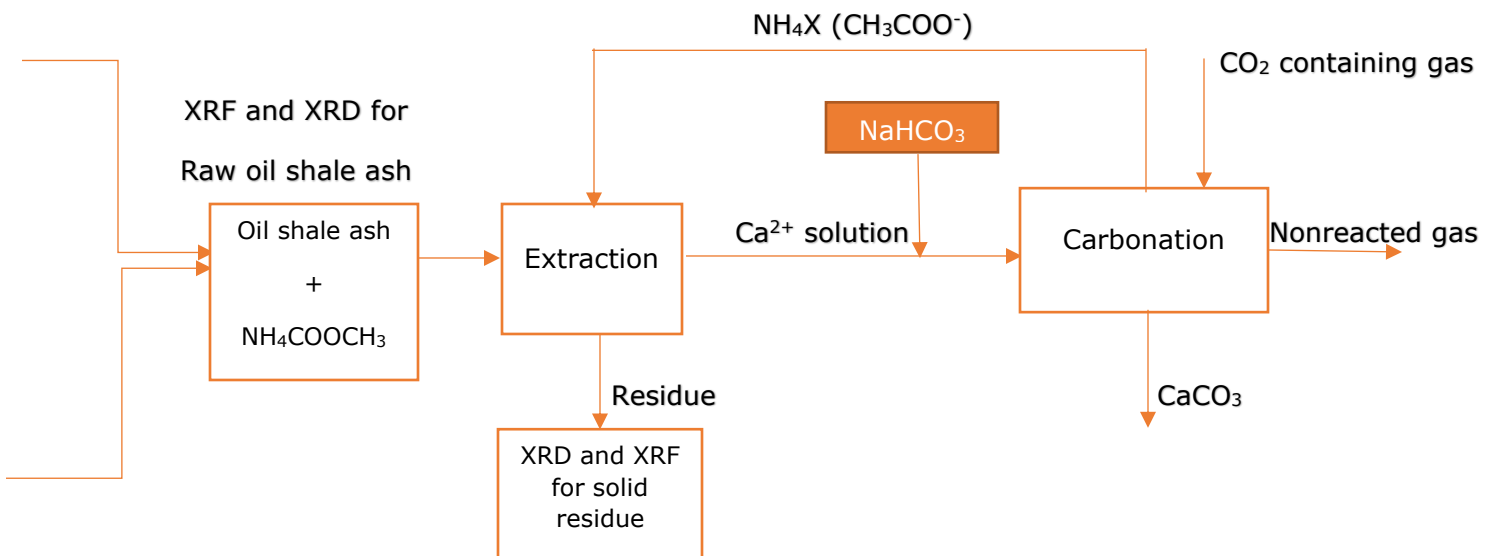 NH₄X (CH₃COO⁻)
CO₂ containing gas
XRF and XRD for
Raw oil shale ash
NaHCO₃
Oil shale ash
+
NH₄COOCH₃
Extraction
Ca²⁺ solution
Carbonation
Nonreacted gas
Residue
CaCO₃
XRD and XRF
for solid
residue